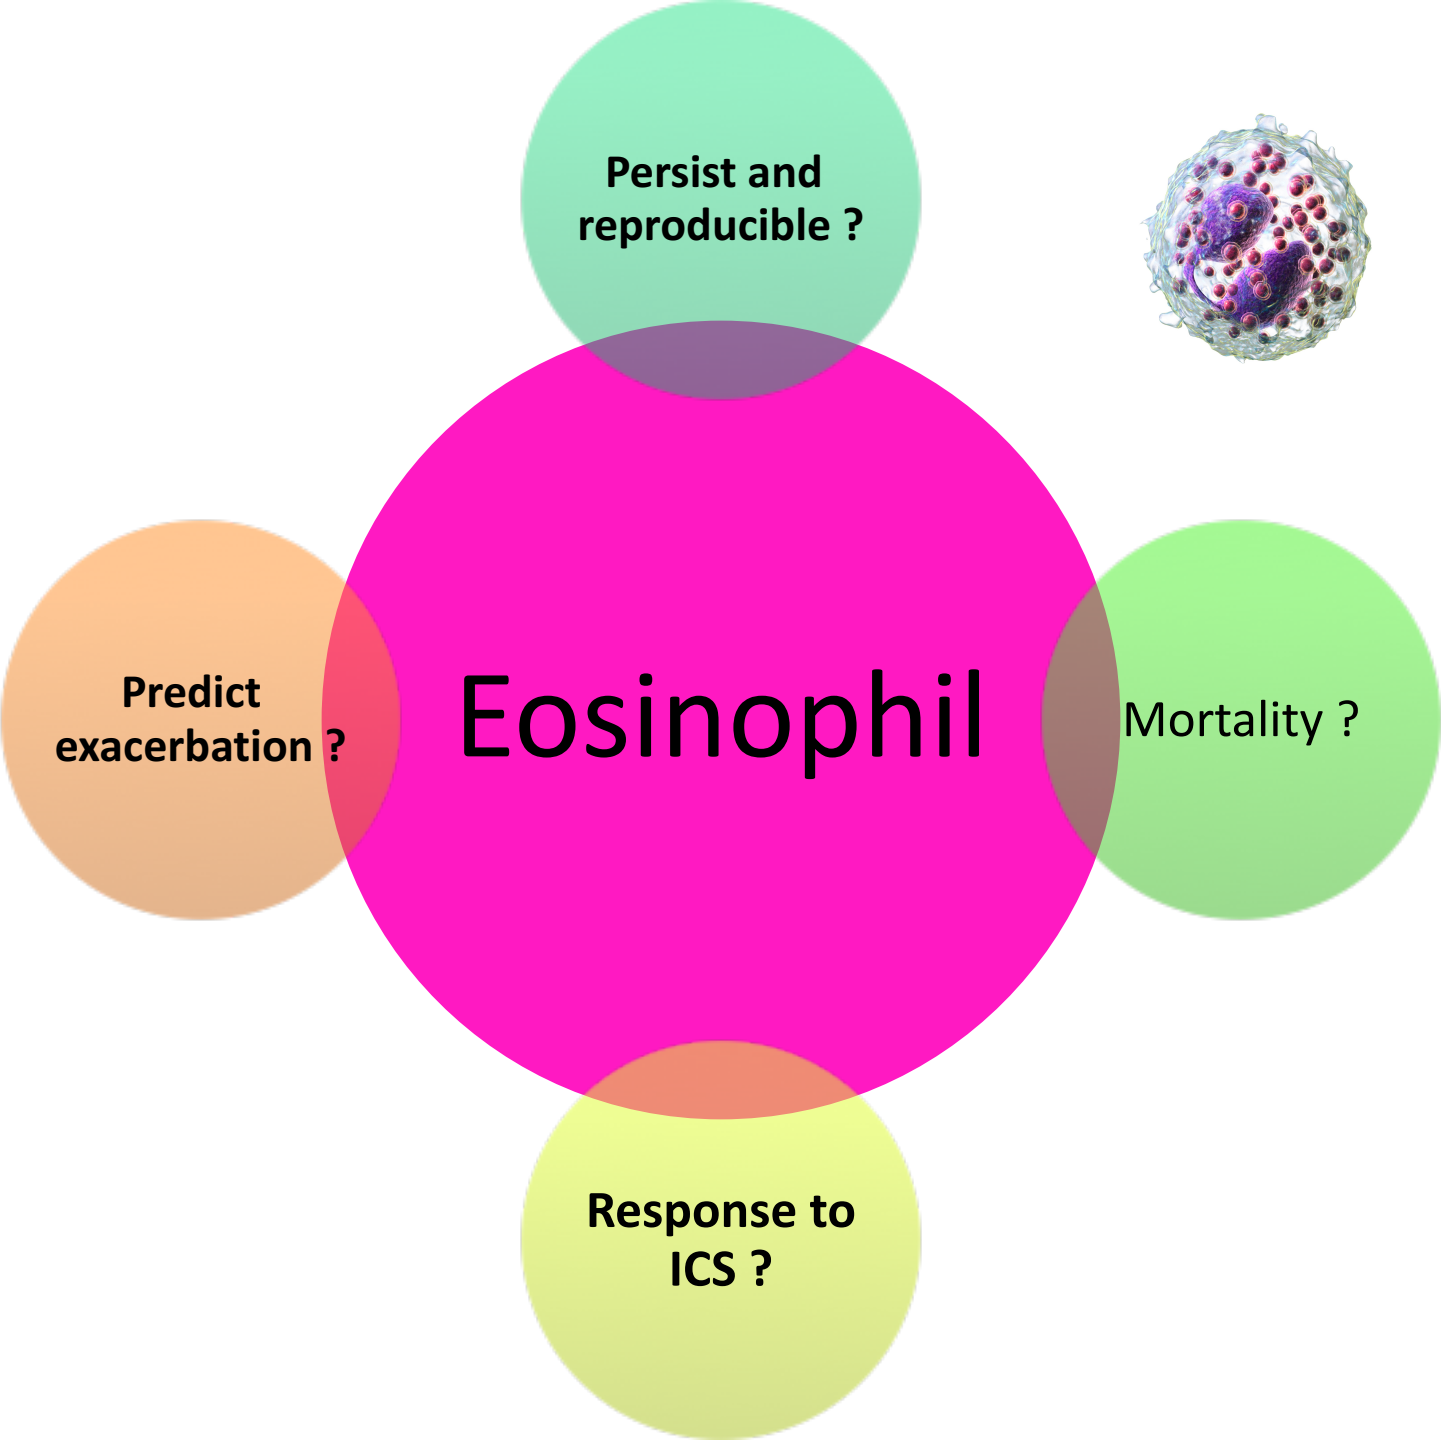 Persist and
reproducible ?
Predict
exacerbation ?
Eosinophil
Mortality ?
Response to
ICS ?